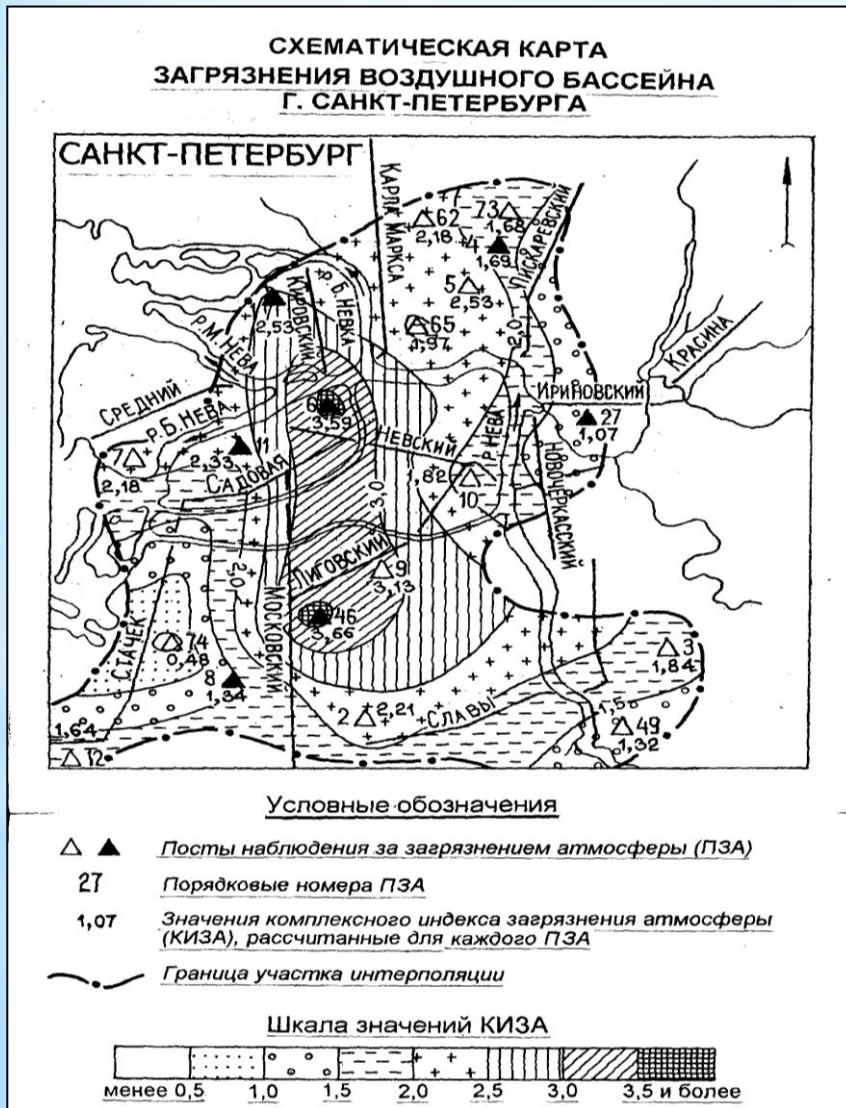 СХЕМАТИЧЕСКАЯ КАРТА
ЗАГРЯЗНЕНИЯ ВОЗДУШНОГО БАССЕЙНА
Г. САНКТ-ПЕТЕРБУРГА
САНКТ-ПЕТЕРБУРГ
КАРЛА МАРКСА
62
2,18
73
1,68
4
1,69
ПИСКАРЕВСКИЙ
5
2,53
65
1,97
2,0
КИРОВСКИЙ
Р.Б. НЕВКА
2,53
Р.М. НЕВА
КРАСИНА
ИРИНОВСКИЙ
СРЕДНИЙ
Р.Б. НЕВА
6
3,59
27
1,07
7
2,18
11
2,33
САДОВАЯ
НЕВСКИЙ
Р. НЕВА
,82
10
НОВОЧЕРКАССКИЙ
3,0
ЛИГОВСКИЙ
9
3,13
2,0
МОСКОВСКИЙ
46
3,66
СТАЧЕК
74
0,48
8
1,34
3
1,84
2
2,21
СЛАВЫ
1,5
49
1,32
1,64
12
Условные обозначения
Посты наблюдения за загрязнением атмосферы (ПЗА)
27 Порядковые номера ПЗА
1,07 Значения комплексного индекса загрязнения атмосферы
(КИЗА), рассчитанные для каждого ПЗА
Граница участка интерполяции
Шкала значений КИЗА
менее 0,5 1,0 1,5 2,0 2,5 3,0 3,5 и более